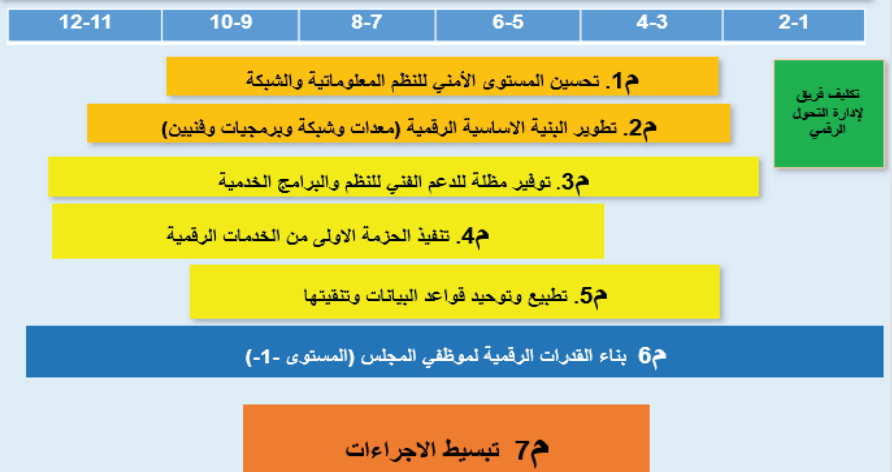 2-1
4-3
6-5
8-7
10-9
12-11
تكليف فريق
لإدارة التحول
الرقمي
م1. تحسين المستوى الأمني للنظم المعلوماتية والشبكة
م2. تطوير البنية الاساسية الرقمية (معدات وشبكة وبرمجيات وفنيين)
م3. توفير مظلة للدعم الفني للنظم والبرامج الخدمية
م4. تنفيذ الحزمة الاولى من الخدمات الرقمية
م5. تطبيع وتوحيد قواعد البيانات وتنقيتها
م6 بناء القدرات الرقمية لموظفي المجلس (المستوى -1-)
م7 تبسيط الاجراءات